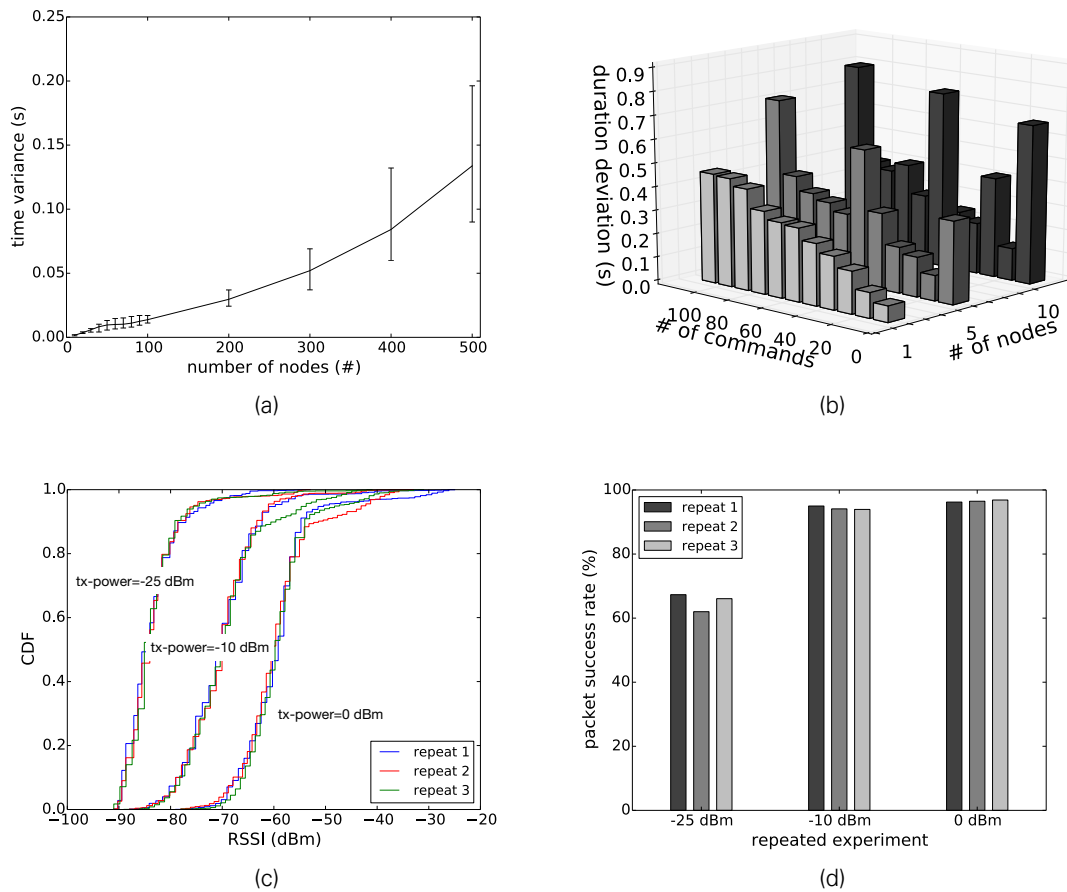 0.25
0.20
0.15
0.10
0.05
0.00
time variance (s)
0 100 200 300 400 500
number of nodes (#)
(a)
0.9
0.8
0.7
0.6
0.5
0.4
0.3
0.2
0.1
0.0
duration deviation (s)
100 80 60 40 20 0
# of commands
1 5 10
# of nodes
(b)
1.0
0.8
0.6
0.4
0.2
0.0
CDF
tx-power=-25 dBm
tx-power=-10 dBm
tx-power=0 dBm
repeat 1
repeat 2
repeat 3
−100 −90 −80 −70 −60 −50 −40 −30 −20
RSSI (dBm)
(c)
100
80
60
40
20
0
packet success rate (%)
repeat 1
repeat 2
repeat 3
-25 dBm -10 dBm 0 dBm
repeated experiment
(d)